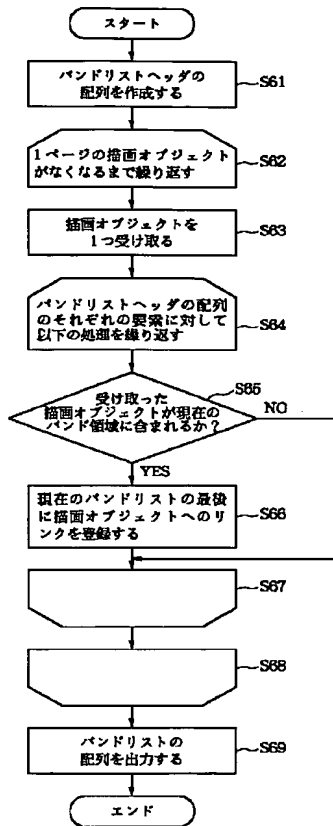 スタート
バンドリストヘッダの
配列を作成する
S61
1ページの描画オブジェクト
がなくなるまで繰り返す
S62
描画オブジェクトを
1つ受け取る
S63
バンドリストヘッダの配列
のそれぞれの要素に対して
以下の処理を繰り返す
S64
受け取った
描画オブジェクトが現在の
バンド領域に含まれるか?
S65
NO
YES
現在のバンドリストの最後
に描画オブジェクトへのリ
ンクを登録する
S66
S67
S68
バンドリストの
配列を出力する
S69
エンド